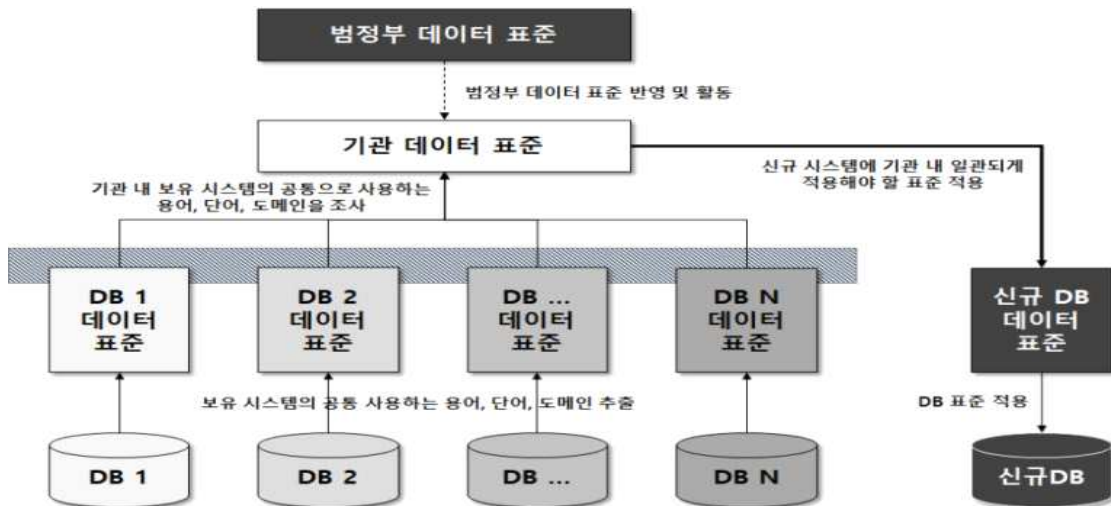 범정부 데이터 표준
범정부 데이터 표준 반영 및 활동
기관 데이터 표준
기관 내 보유 시스템의 공통으로 사용하는
용어, 단어, 도메인을 조사
신규 시스템에 기관 내 일관되게
적용해야 할 표준 적용
DB 1
데이터
표준
DB 2
데이터
표준
DB ...
데이터
표준
DB N
데이터
표준
신규 DB
데이터
표준
보유 시스템의 공통 사용하는 용어, 단어, 도메인 추출
DB 표준 적용
DB 1
DB 2
DB ...
DB N
신규DB